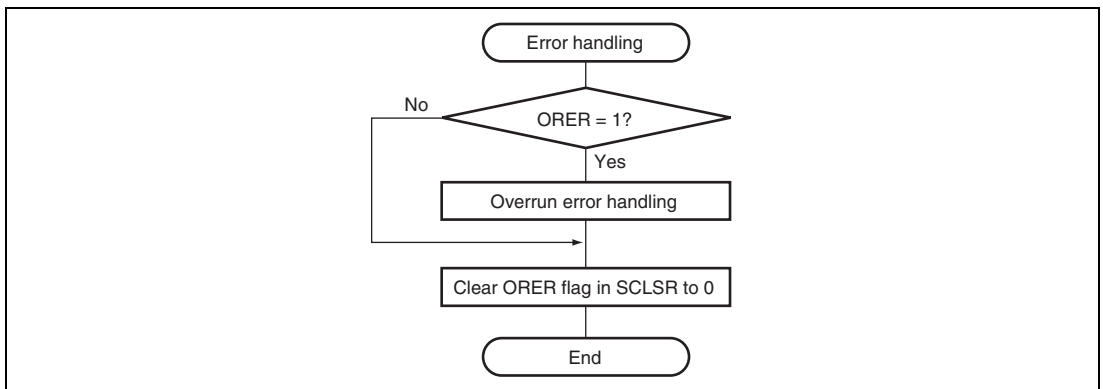 Error handling
No
ORER = 1?
Yes
Overrun error handling
Clear ORER flag in SCLSR to 0
End